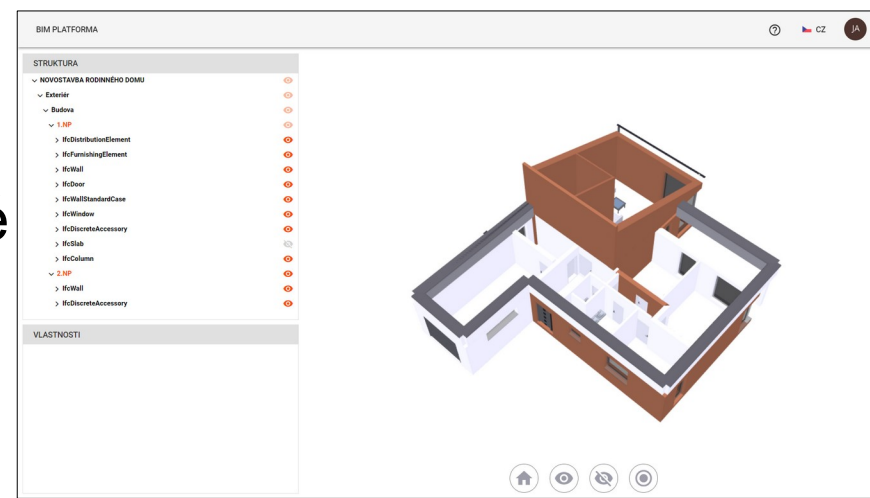 BIM PLATFORMA
CZ
JA
STRUKTURA
NOVOSTAVBA RODINNÉHO DOMU
Exteriér
Budova
1.NP
IfcDistributionElement
IfcFurnishingElement
IfcWall
IfcDoor
IfcWallStandardCase
IfcWindow
IfcDiscreteAccessory
IfcSlab
IfcColumn
2.NP
IfcWall
IfcDiscreteAccessory
VLASTNOSTI
e